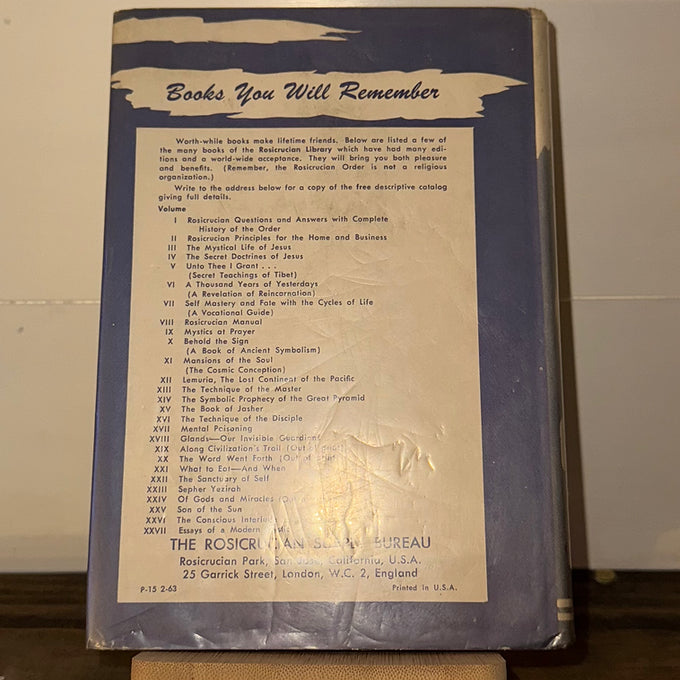 Books You Will Remember
Worth-while books make lifetime friends. Below are listed a few of
the many books of the Rosicrucian Library which have had many edi-
tions and a world-wide acceptance. They will bring you both pleasure
and benefits. (Remember, the Rosicrucian Order is not a religious
organization.)
Write to the address below for a copy of the free descriptive catalog
giving full details.
Volume
I Rosicrucian Questions and Answers with Complete
History of the Order
II Rosicrucian Principles for the Home and Business
III The Mystical Life of Jesus
IV The Secret Doctrines of Jesus
V Unto Thee I Grant . . .
(Secret Teachings of Tibet)
VI A Thousand Years of Yesterdays
(A Revelation of Reincarnation)
VII Self Mastery and Fate with the Cycles of Life
(A Vocational Guide)
VIII Rosicrucian Manual
IX Mystics at Prayer
X Behold the Sign
(A Book of Ancient Symbolism)
XI Mansions of the Soul
(The Cosmic Conception)
XII Lemuria, The Lost Continent of the Pacific
XIII The Technique of the Master
XIV The Symbolic Prophecy of the Great Pyramid
XV The Book of Jasher
XVI The Technique of the Disciple
XVII Mental Poisoning
XVIII Glands—Our Invisible Guardians
XIX Along Civilization's Trail (Out of print)
XX The Word Went Forth (Out of print)
XXI What to Eat—And When
XXII The Sanctuary of Self
XXIII Sepher Yezirah
XXIV Of Gods and Miracles
XXV Son of the Sun
XXVI The Conscious Interlude
XXVII Essays of a Modern Mystic
THE ROSICRUCIAN SUPPLY BUREAU
Rosicrucian Park, San Jose, California, U.S.A.
25 Garrick Street, London, W.C. 2, England
P-15 2-63 Printed in U.S.A.